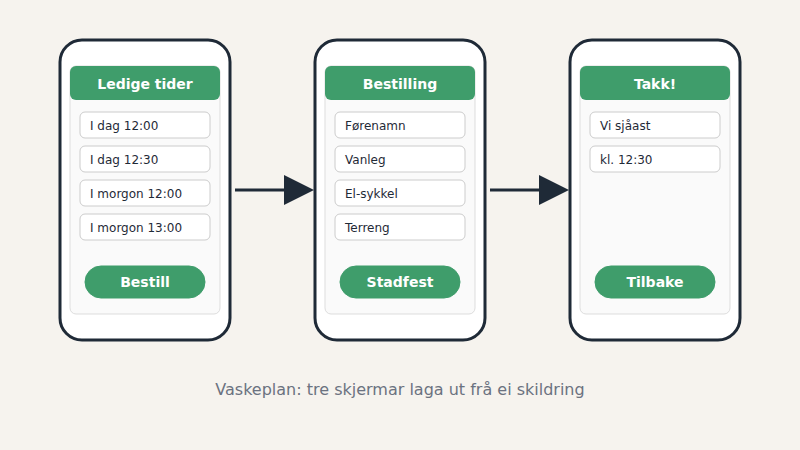 Ledige tider
I dag 12:00
I dag 12:30
I morgon 12:00
I morgon 13:00
Bestill
Bestilling
Førenamn
Vanleg
El-sykkel
Terreng
Stadfest
Takk!
Vi sjåast
kl. 12:30
Tilbake
Vaskeplan: tre skjermar laga ut frå ei skildring